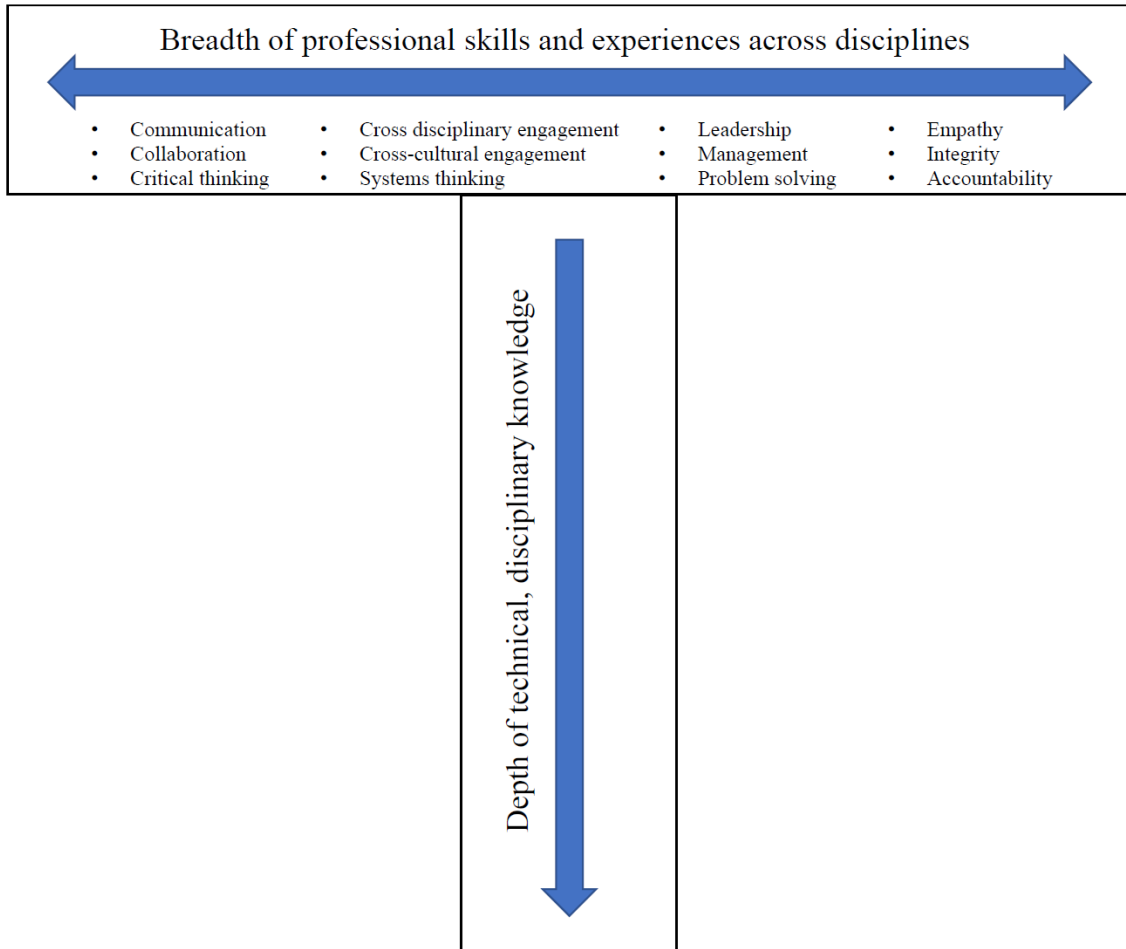 Breadth of professional skills and experiences across disciplines
• Communication
• Collaboration
• Critical thinking
• Cross disciplinary engagement
• Cross-cultural engagement
• Systems thinking
• Leadership
• Management
• Problem solving
• Empathy
• Integrity
• Accountability
Depth of technical, disciplinary knowledge